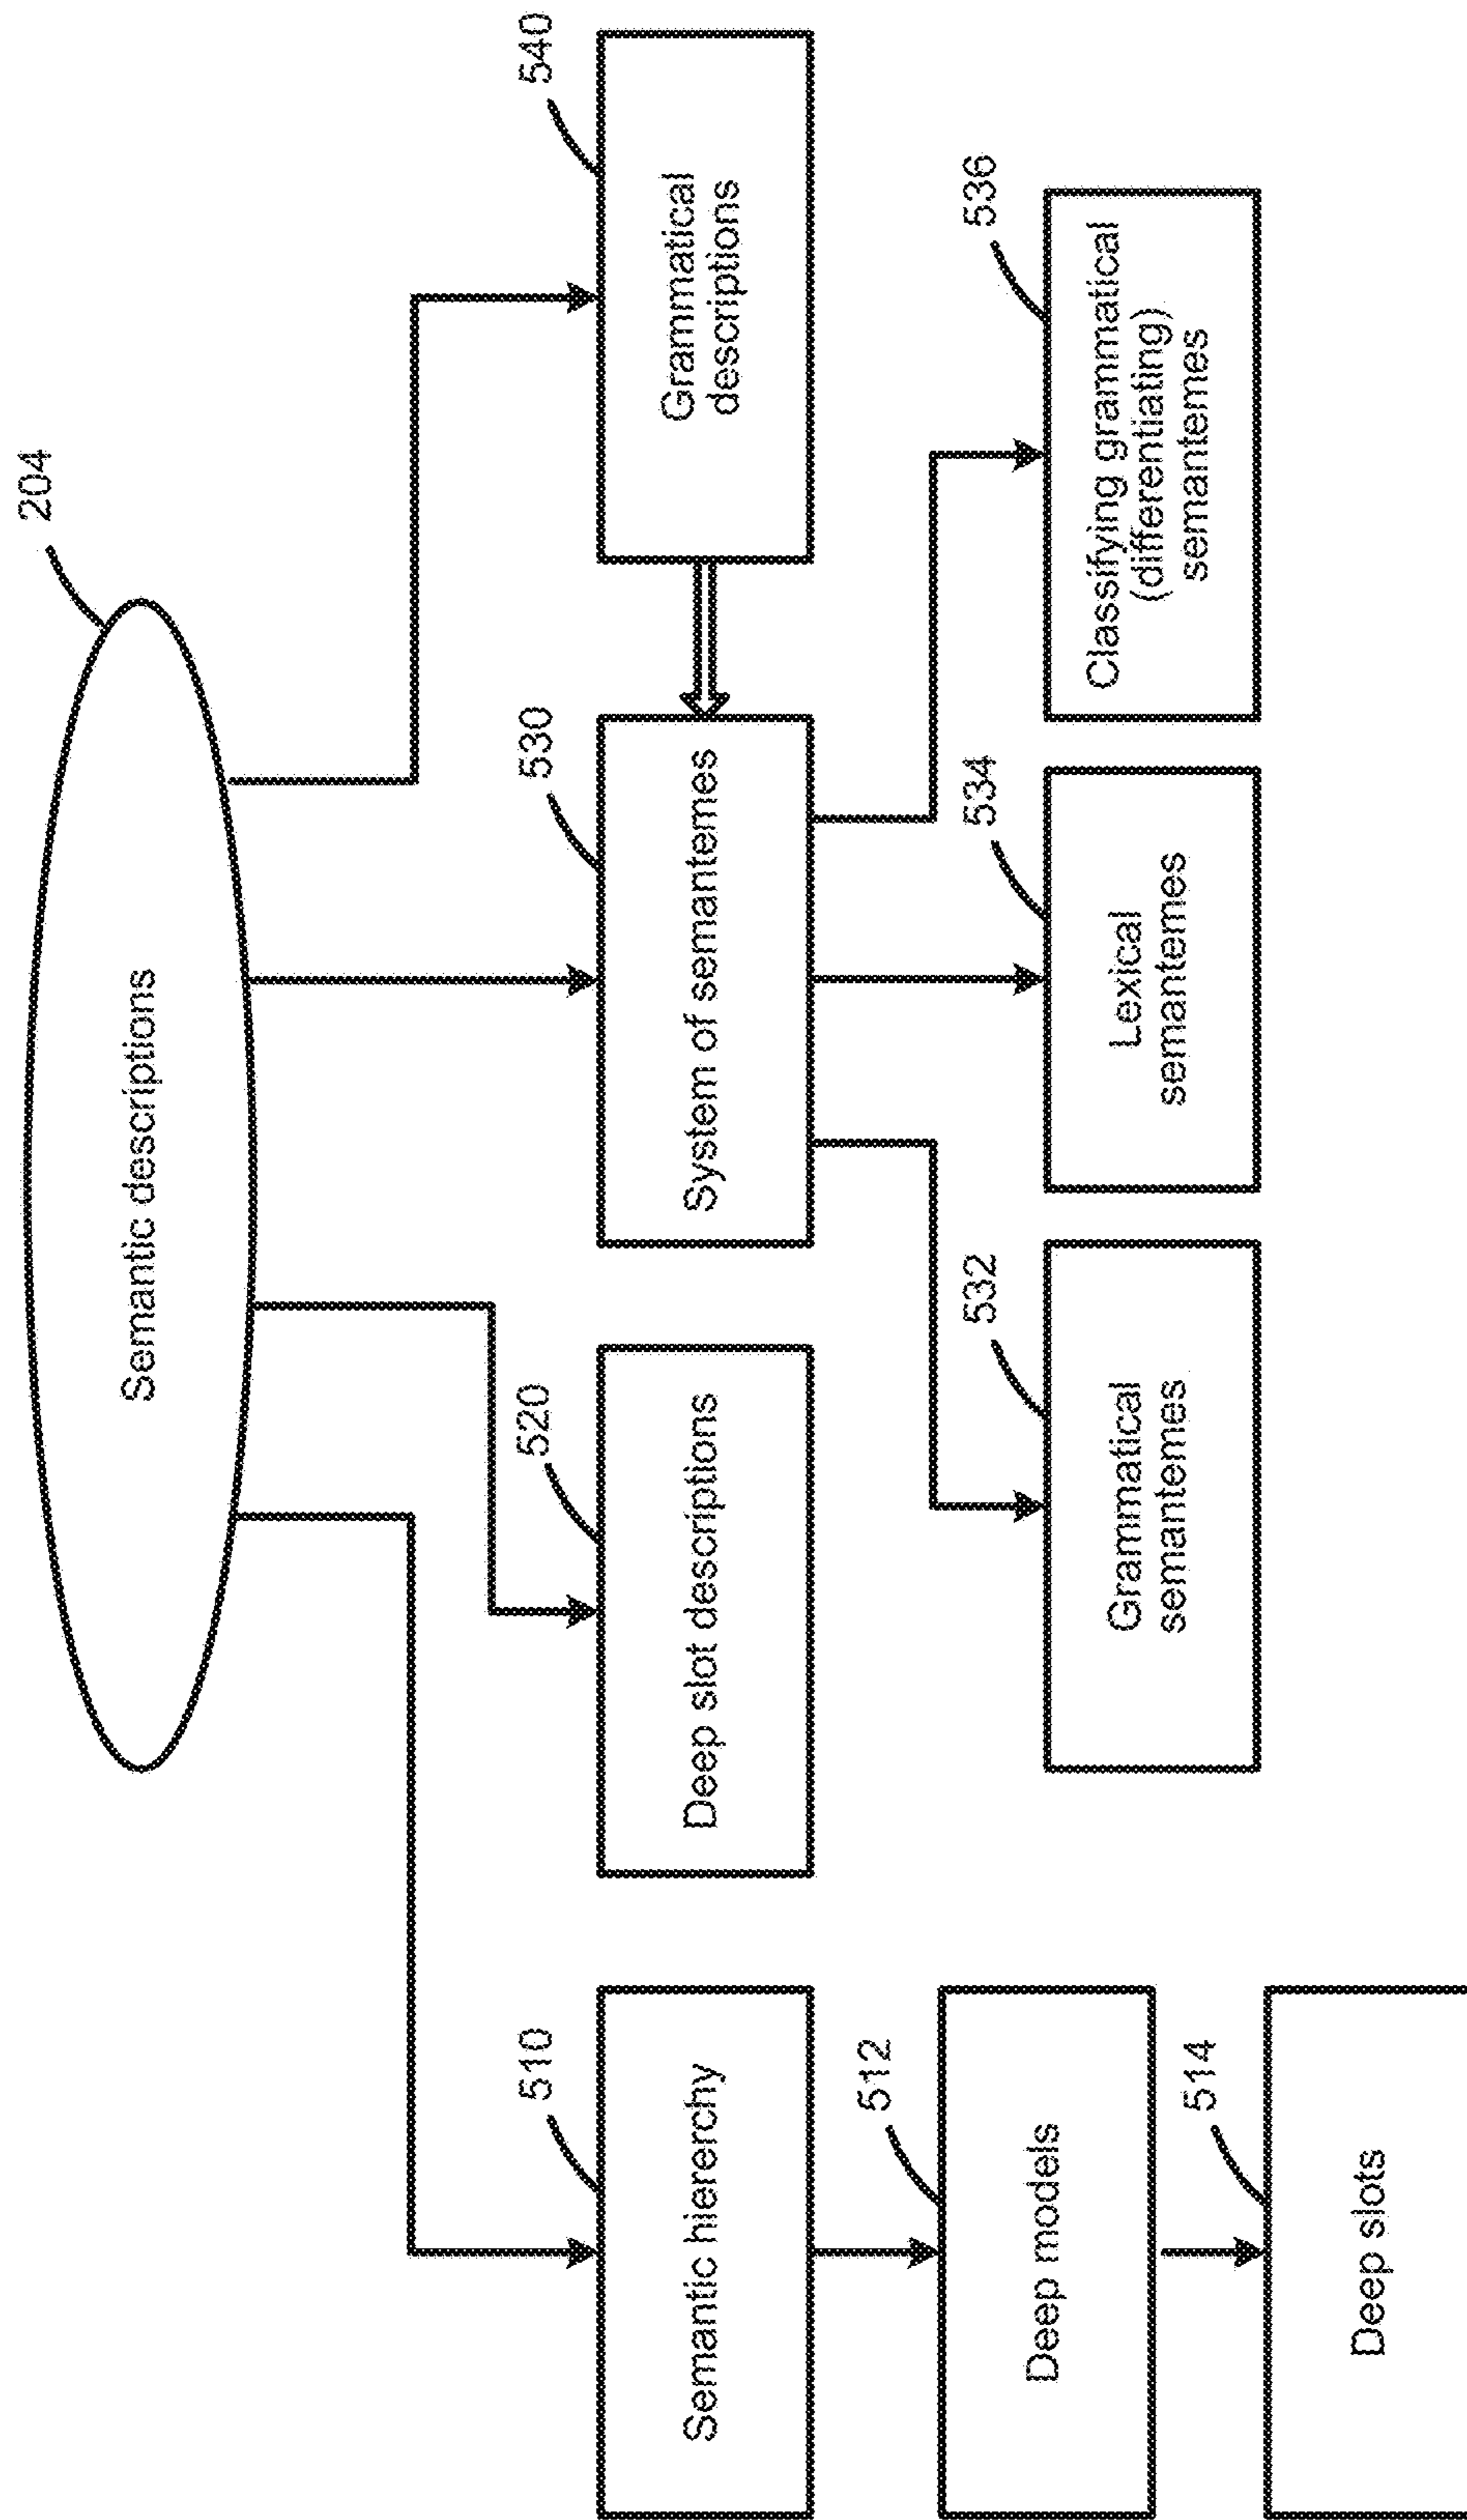 204
Semantic descriptions
510
520
530
540
Semantic hiererchy
Deep slot descriptions
System of semantemes
Grammatical
descriptions
512
532
534
536
Deep models
Grammatical
semantemes
Lexical
semantemes
Classifying grammatical
(differentiating)
semantemes
514
Deep slots